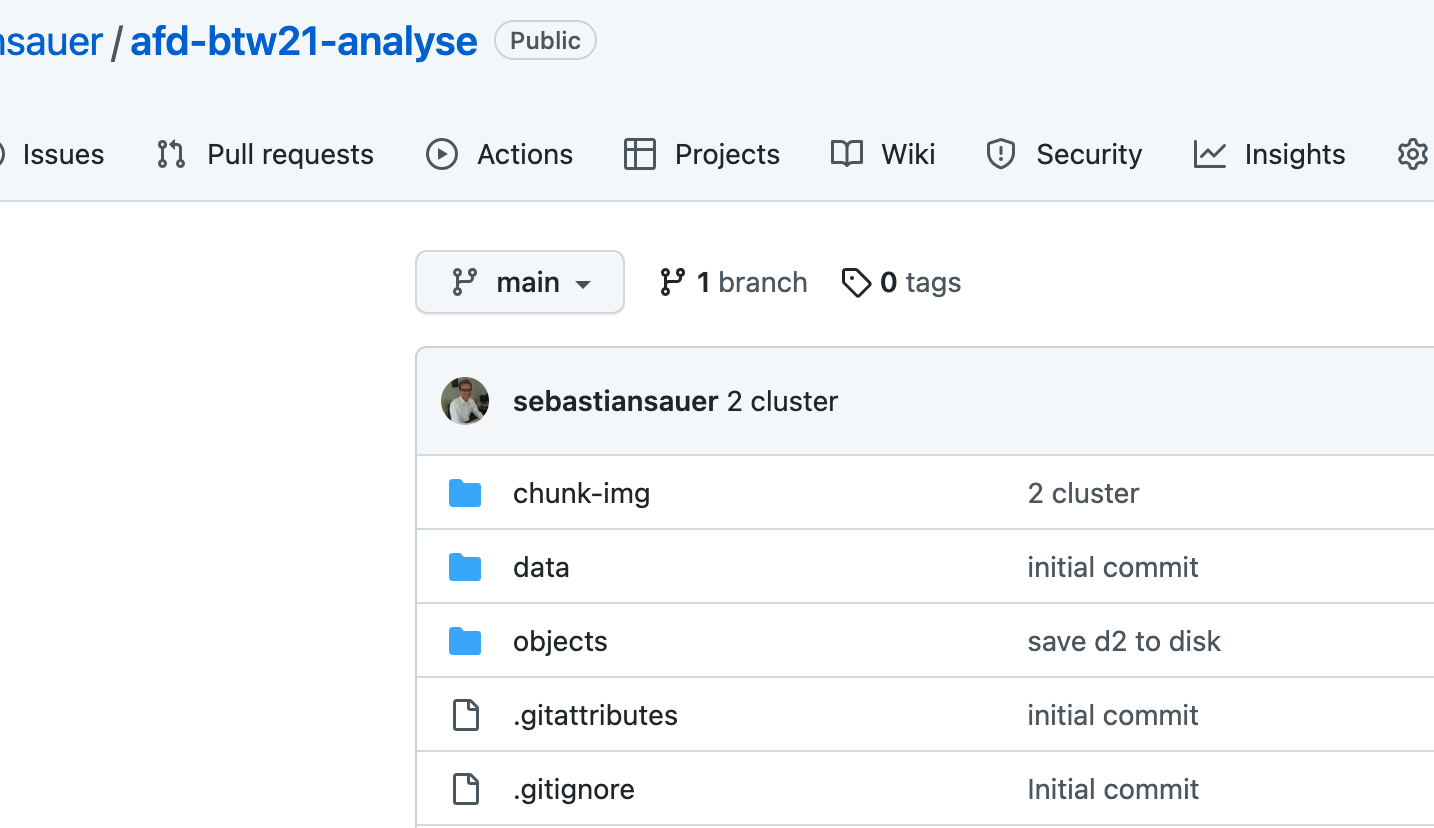 nsauer / afd-btw21-analyse Public
Issues Pull requests Actions Projects Wiki Security Insights
main 1 branch 0 tags
sebastiansauer 2 cluster
chunk-img 2 cluster
data initial commit
objects save d2 to disk
.gitattributes initial commit
.gitignore Initial commit